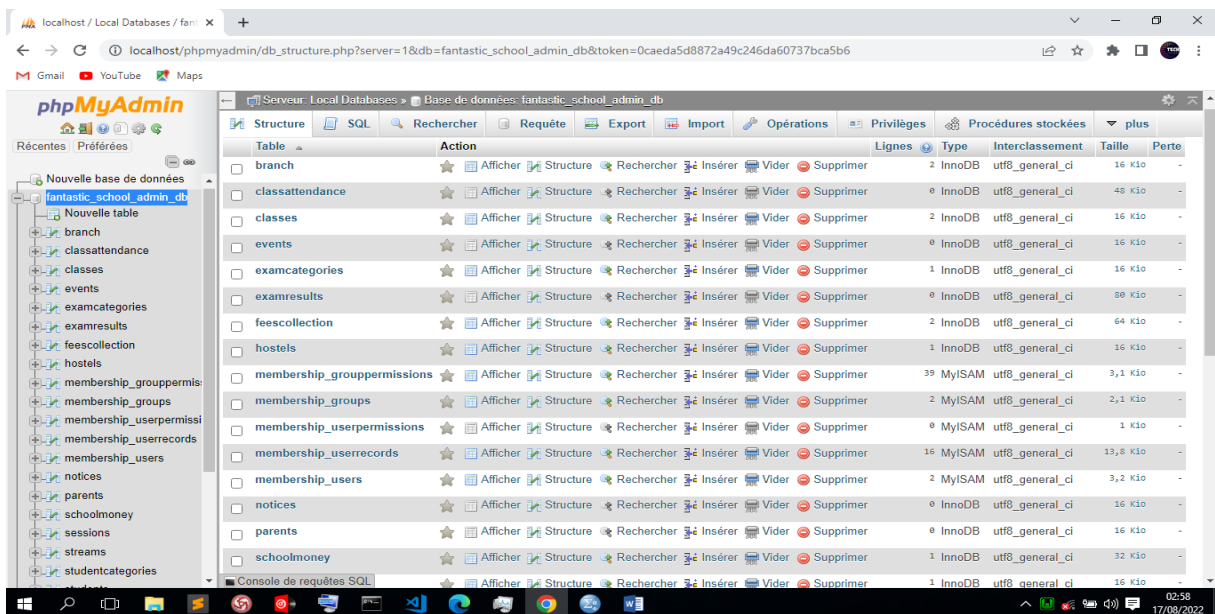 localhost / Local Databases / fant
localhost/phpmyadmin/db_structure.php?server=1&db=fantastic_school_admin_db&token=0caeda5d8872a49c246da60737bca5b6
Gmail YouTube Maps
phpMyAdmin
Récentes Préférées
Nouvelle base de données
fantastic_school_admin_db
Nouvelle table
branch
classattendance
classes
events
examcategories
examresults
feescollection
hostels
membership_grouppermis
membership_groups
membership_userpermissi
membership_userrecords
membership_users
notices
parents
schoolmoney
sessions
streams
studentcategories
Serveur: Local Databases » Base de données: fantastic_school_admin_db
Structure SQL Rechercher Requête Export Import Opérations Privilèges Procédures stockées plus
Table Action Lignes Type Interclassement Taille Perte
branch Afficher Structure Rechercher Insérer Vider Supprimer 2 InnoDB utf8_general_ci 16 Kio -
classattendance Afficher Structure Rechercher Insérer Vider Supprimer 0 InnoDB utf8_general_ci 48 Kio -
classes Afficher Structure Rechercher Insérer Vider Supprimer 2 InnoDB utf8_general_ci 16 Kio -
events Afficher Structure Rechercher Insérer Vider Supprimer 0 InnoDB utf8_general_ci 16 Kio -
examcategories Afficher Structure Rechercher Insérer Vider Supprimer 1 InnoDB utf8_general_ci 16 Kio -
examresults Afficher Structure Rechercher Insérer Vider Supprimer 0 InnoDB utf8_general_ci 80 Kio -
feescollection Afficher Structure Rechercher Insérer Vider Supprimer 2 InnoDB utf8_general_ci 64 Kio -
hostels Afficher Structure Rechercher Insérer Vider Supprimer 1 InnoDB utf8_general_ci 16 Kio -
membership_grouppermissions Afficher Structure Rechercher Insérer Vider Supprimer 39 MyISAM utf8_general_ci 3,1 Kio -
membership_groups Afficher Structure Rechercher Insérer Vider Supprimer 2 MyISAM utf8_general_ci 2,1 Kio -
membership_userpermissions Afficher Structure Rechercher Insérer Vider Supprimer 0 MyISAM utf8_general_ci 1 Kio -
membership_userrecords Afficher Structure Rechercher Insérer Vider Supprimer 16 MyISAM utf8_general_ci 13,8 Kio -
membership_users Afficher Structure Rechercher Insérer Vider Supprimer 2 MyISAM utf8_general_ci 3,2 Kio -
notices Afficher Structure Rechercher Insérer Vider Supprimer 0 InnoDB utf8_general_ci 16 Kio -
parents Afficher Structure Rechercher Insérer Vider Supprimer 0 InnoDB utf8_general_ci 16 Kio -
schoolmoney Afficher Structure Rechercher Insérer Vider Supprimer 1 InnoDB utf8_general_ci 32 Kio -
Console de requêtes SQL Afficher Structure Rechercher Insérer Vider Supprimer 1 InnoDB utf8_general_ci 16 Kio -
02:58
17/08/2022